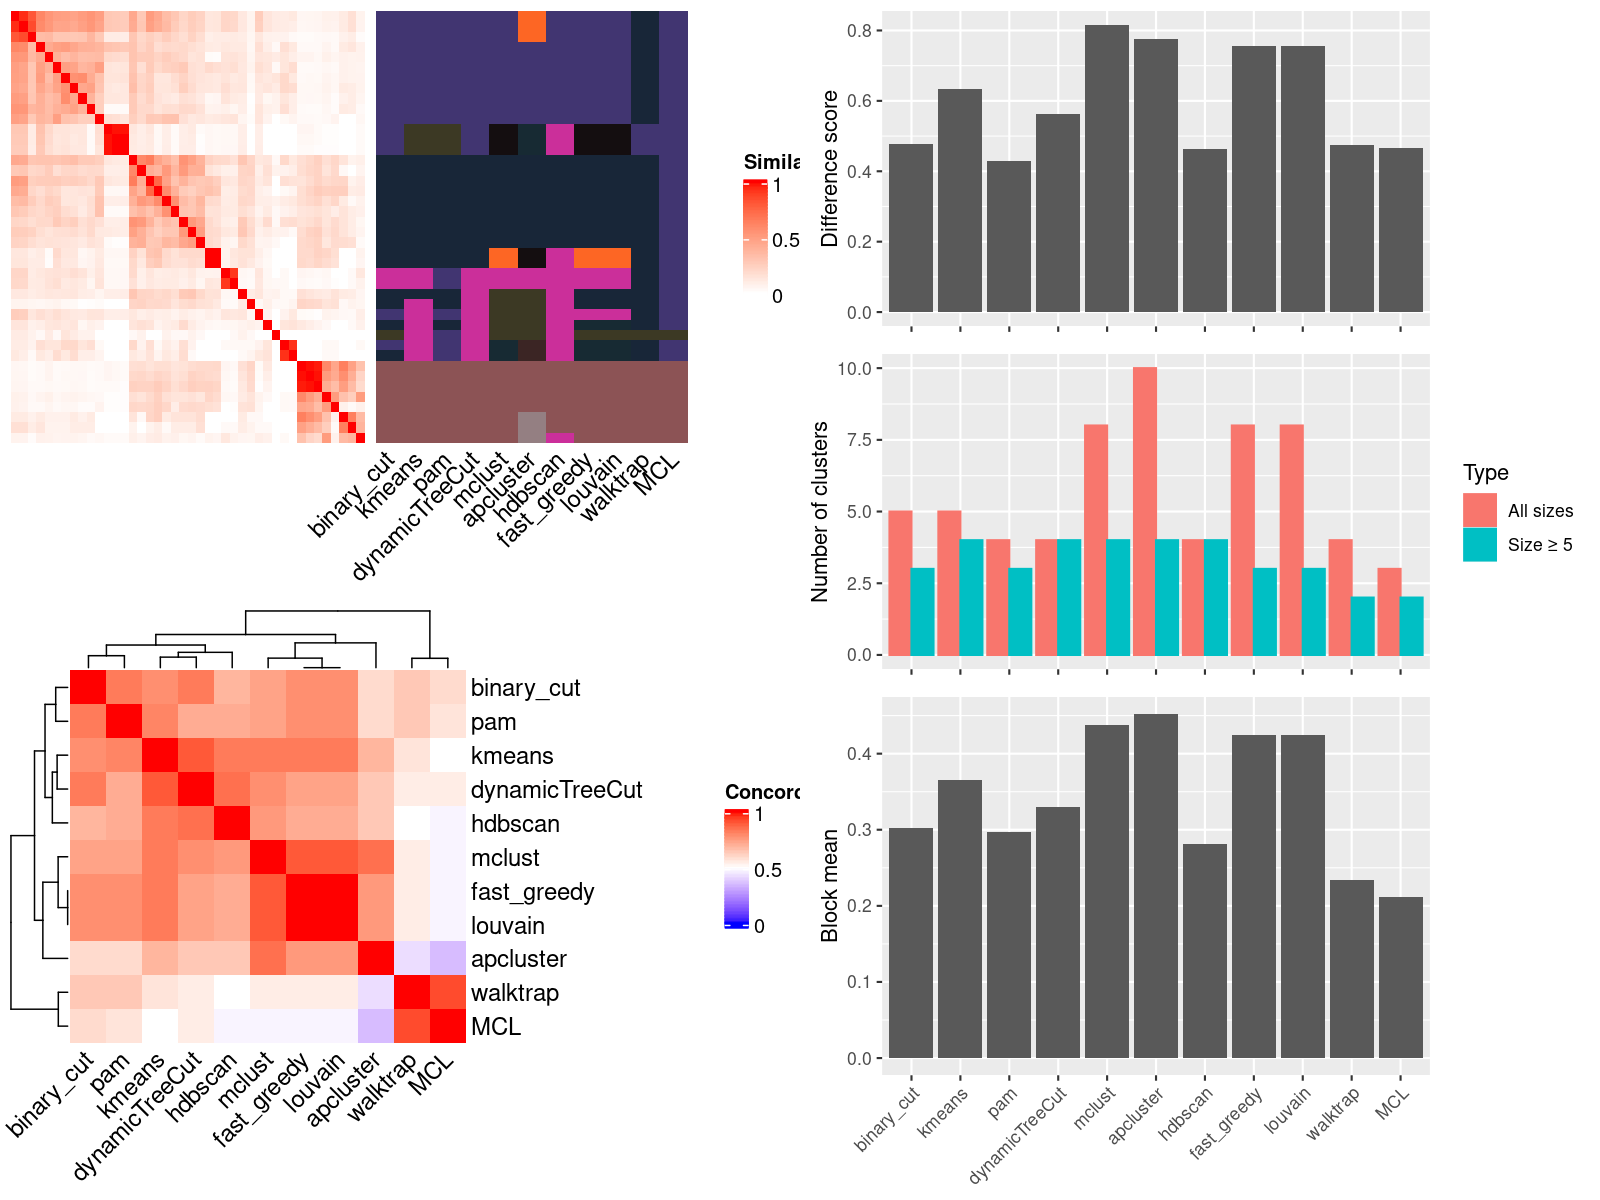 Simila
1
0.5
0
binary_cut
kmeans
pam
dynamicTreeCut
mclust
apcluster
hdbscan
fast_greedy
louvain
walktrap
MCL
binary_cut
pam
kmeans
dynamicTreeCut
hdbscan
mclust
fast_greedy
louvain
apcluster
walktrap
MCL
Concord
1
0.5
0
binary_cut
pam
kmeans
dynamicTreeCut
hdbscan
mclust
fast_greedy
louvain
apcluster
walktrap
MCL
Difference score
0.8
0.6
0.4
0.2
0.0
Number of clusters
10.0
7.5
5.0
2.5
0.0
Type
All sizes
Size ≥ 5
Block mean
0.4
0.3
0.2
0.1
0.0
binary_cut
kmeans
pam
dynamicTreeCut
mclust
apcluster
hdbscan
fast_greedy
louvain
walktrap
MCL